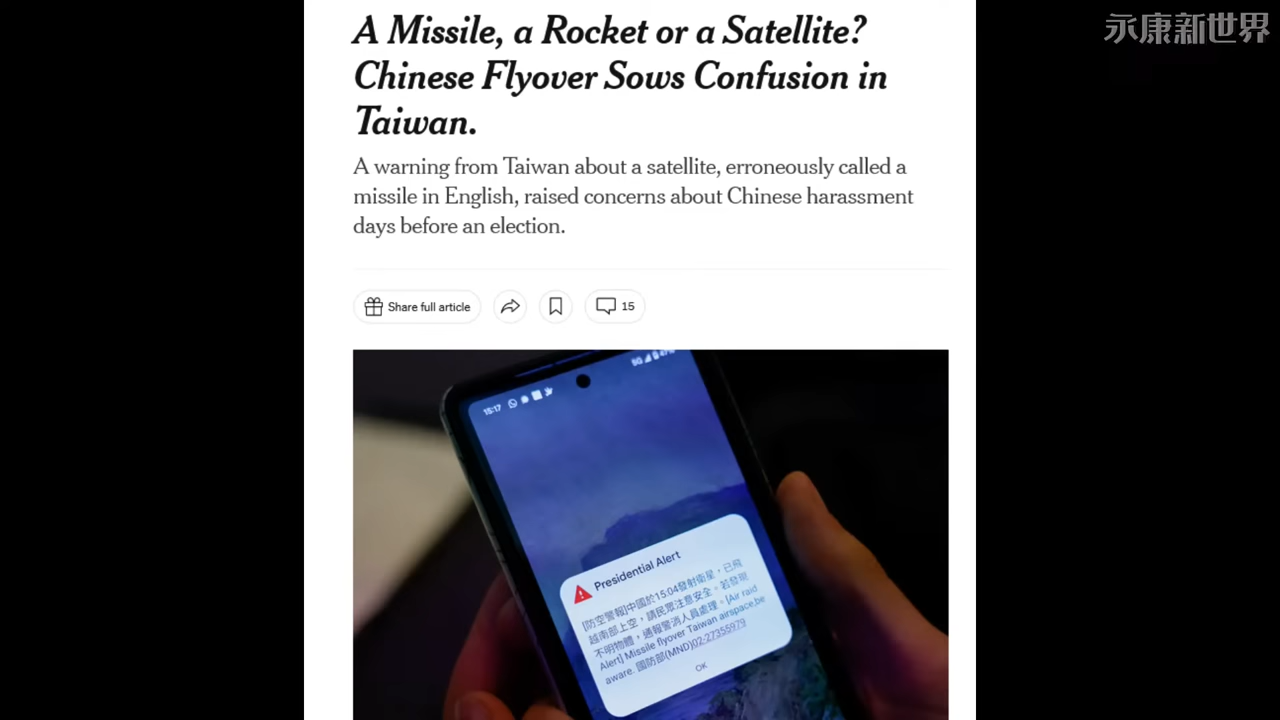 永康新世界
A Missile, a Rocket or a Satellite?
Chinese Flyover Sows Confusion in
Taiwan.
A warning from Taiwan about a satellite, erroneously called a
missile in English, raised concerns about Chinese harassment
days before an election.
Share full article
15
15:17
5G 47%
Presidential Alert
[防空警報]中國於15:04發射衛星,已飛
越南部上空,請民眾注意安全。若發現
不明物體,通報警消人員處理。[Air raid
Alert] Missile flyover Taiwan airspace,be
aware. 國防部(MND)02-27355979
OK